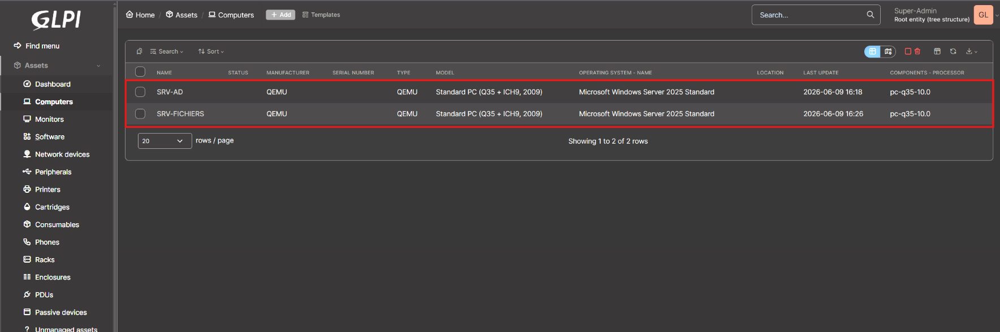 GLPI
Find menu
Assets
Dashboard
Computers
Monitors
Software
Network devices
Peripherals
Printers
Cartridges
Consumables
Phones
Racks
Enclosures
PDUs
Passive devices
Unmanaged assets
Home / Assets / Computers + Add Templates
Search...
Super-Admin
Root entity (tree structure)
GL
Search Sort
NAME STATUS MANUFACTURER SERIAL NUMBER TYPE MODEL OPERATING SYSTEM - NAME LOCATION LAST UPDATE COMPONENTS - PROCESSOR
SRV-AD QEMU QEMU Standard PC (Q35 + ICH9, 2009) Microsoft Windows Server 2025 Standard 2026-06-09 16:18 pc-q35-10.0
SRV-FICHIERS QEMU QEMU Standard PC (Q35 + ICH9, 2009) Microsoft Windows Server 2025 Standard 2026-06-09 16:26 pc-q35-10.0
20 rows / page Showing 1 to 2 of 2 rows